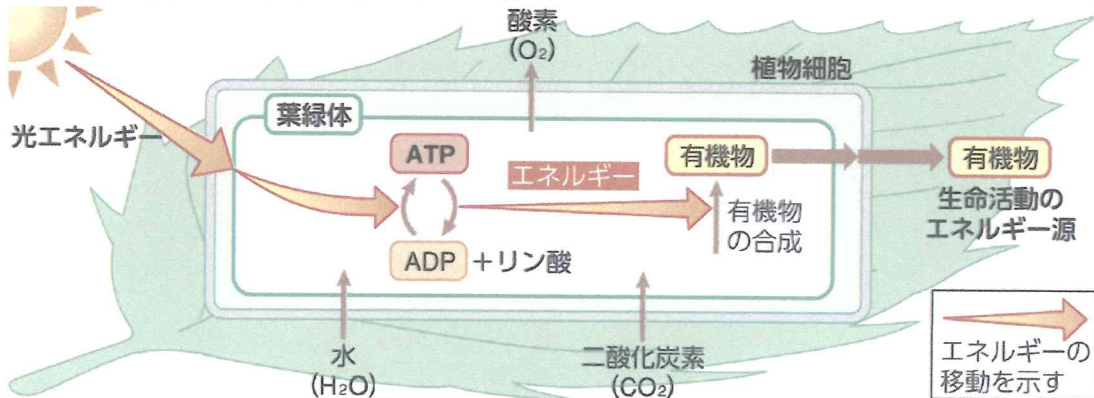 酸素
(O₂)
植物細胞
葉緑体
光エネルギー
ATP
エネルギー
有機物
有機物
生命活動の
エネルギー源
有機物
の合成
ADP
+リン酸
水
(H₂O)
二酸化炭素
(CO₂)
エネルギーの
移動を示す